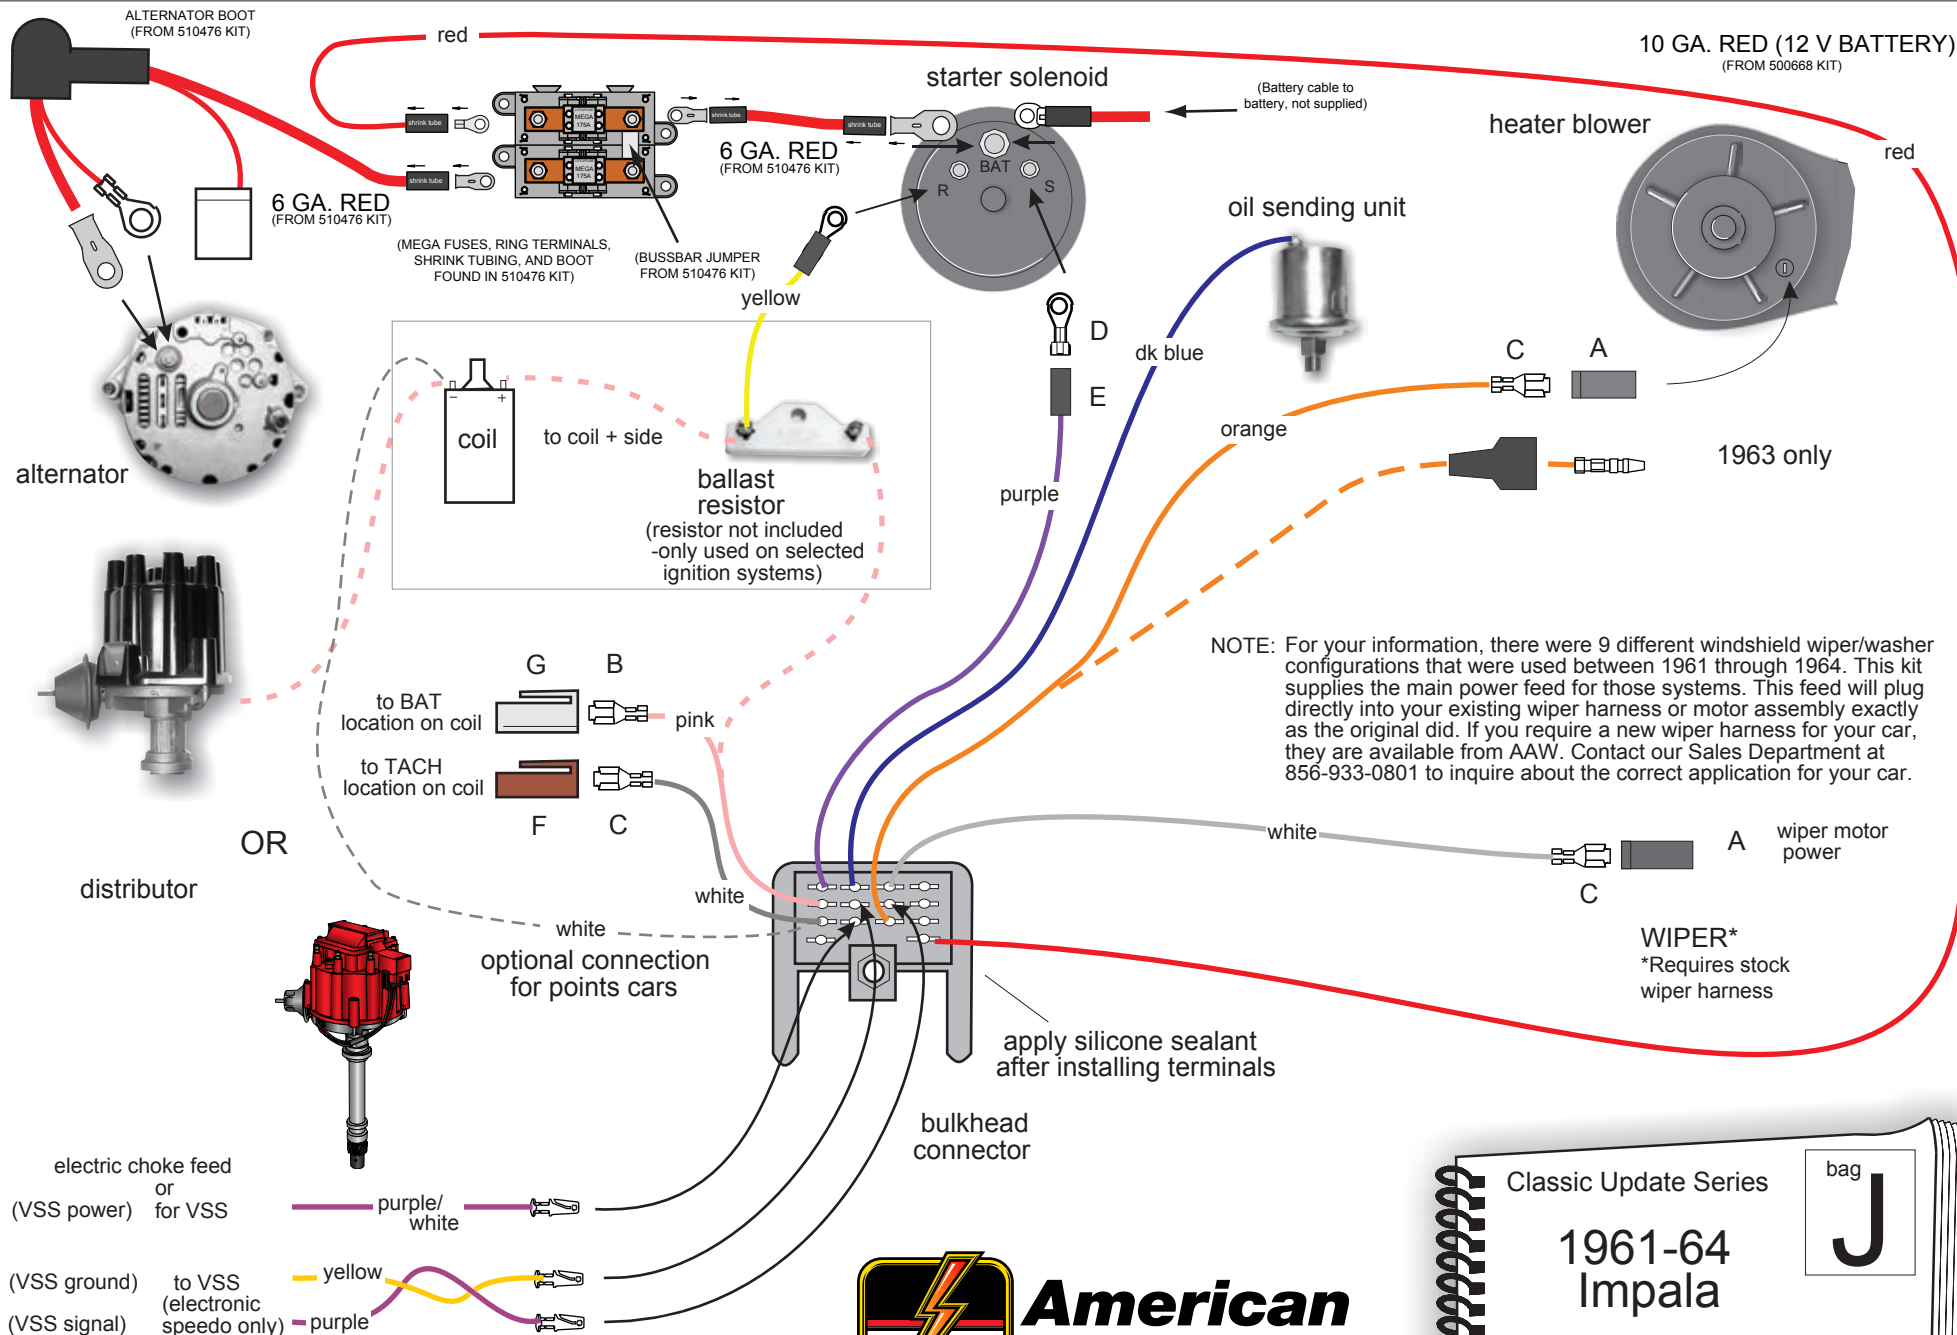 ALTERNATOR BOOT
(FROM 510476 KIT)
red
10 GA. RED (12 V BATTERY)
(FROM 500668 KIT)
starter solenoid
(Battery cable to
battery, not supplied)
heater blower
red
shrink tube
MEGA
175A
shrink tube
shrink tube
6 GA. RED
(FROM 510476 KIT)
BAT
R
S
shrink tube
MEGA
175A
6 GA. RED
(FROM 510476 KIT)
oil sending unit
(MEGA FUSES, RING TERMINALS,
SHRINK TUBING, AND BOOT
FOUND IN 510476 KIT)
(BUSSBAR JUMPER
FROM 510476 KIT)
yellow
D
dk blue
C
A
E
- +
coil
to coil + side
orange
alternator
ballast
resistor
(resistor not included
-only used on selected
ignition systems)
purple
1963 only
NOTE: For your information, there were 9 different windshield wiper/washer
configurations that were used between 1961 through 1964. This kit
supplies the main power feed for those systems. This feed will plug
directly into your existing wiper harness or motor assembly exactly
as the original did. If you require a new wiper harness for your car,
they are available from AAW. Contact our Sales Department at
856-933-0801 to inquire about the correct application for your car.
G
B
to BAT
location on coil
pink
to TACH
location on coil
F
C
OR
distributor
white
A
wiper motor
power
C
white
white
optional connection
for points cars
WIPER*
*Requires stock
wiper harness
apply silicone sealant
after installing terminals
bulkhead
connector
electric choke feed
or
(VSS power) for VSS
purple/
white
(VSS ground) to VSS
yellow
(electronic
(VSS signal) speedo only)
purple
American
Classic Update Series
bag
J
1961-64
Impala